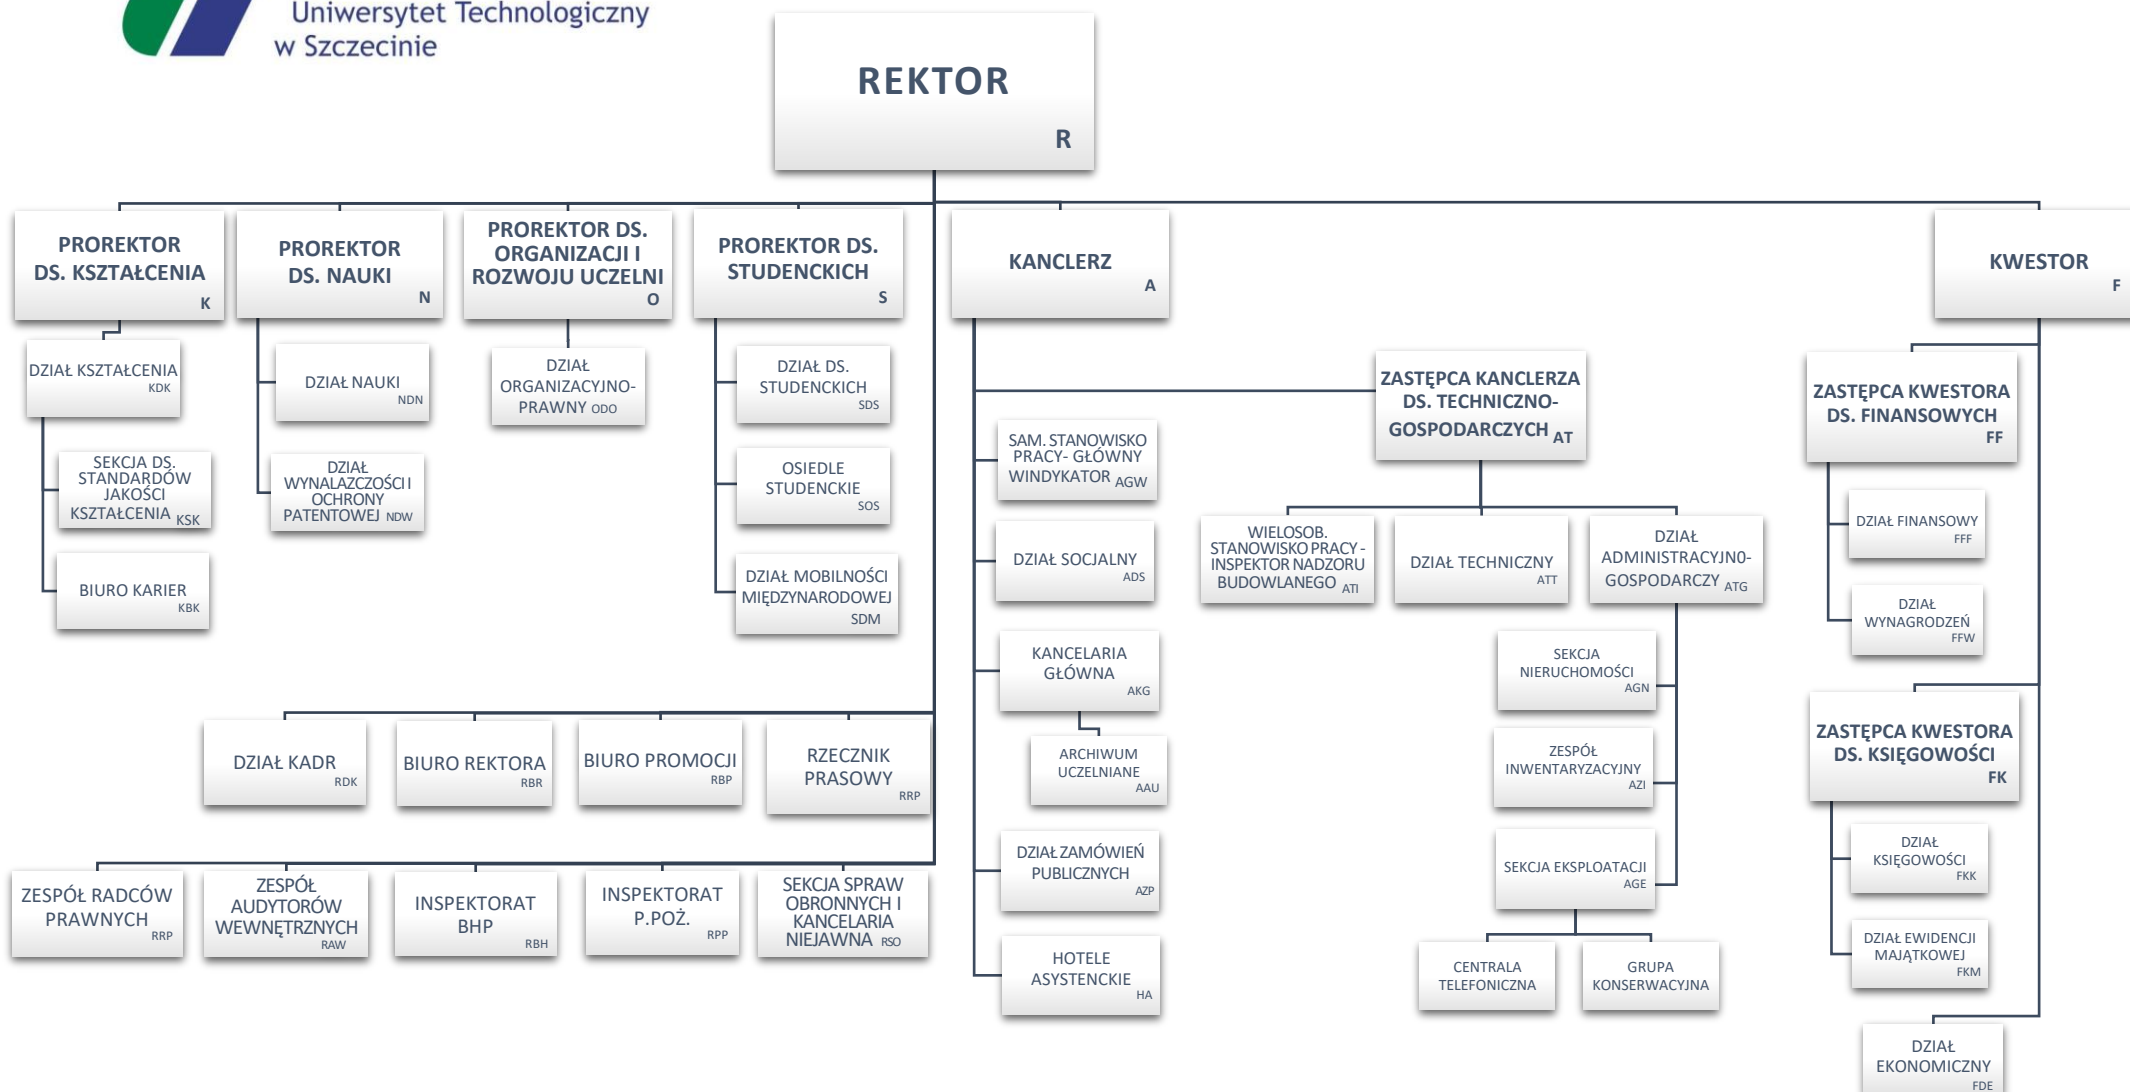 Uniwersytet Technologiczny
w Szczecinie
REKTOR
R
PROREKTOR
DS. KSZTAŁCENIA
K
PROREKTOR
DS. NAUKI
N
PROREKTOR DS.
ORGANIZACJI I
ROZWOJU UCZELNI
O
PROREKTOR DS.
STUDENCKICH
S
KANCLERZ
A
KWESTOR
F
DZIAŁ KSZTAŁCENIA
KDK
SEKCJA DS.
STANDARDÓW
JAKOŚCI
KSZTAŁCENIA KSK
BIURO KARIER
KBK
DZIAŁ NAUKI
NDN
DZIAŁ
WYNALAZCZOŚCI I
OCHRONY
PATENTOWEJ NDW
DZIAŁ
ORGANIZACYJNO-
PRAWNY ODO
DZIAŁ DS.
STUDENCKICH
SDS
OSIEDLE
STUDENCKIE
SOS
DZIAŁ MOBILNOŚCI
MIĘDZYNARODOWEJ
SDM
SAM. STANOWISKO
PRACY- GŁÓWNY
WINDYKATOR AGW
DZIAŁ SOCJALNY
ADS
KANCELARIA
GŁÓWNA
AKG
ARCHIWUM
UCZELNIANE
AAU
DZIAŁ ZAMÓWIEŃ
PUBLICZNYCH
AZP
HOTELE
ASYSTENCKIE
HA
ZASTĘPCA KANCLERZA
DS. TECHNICZNO-
GOSPODARCZYCH AT
WIELOSOB.
STANOWISKO PRACY -
INSPEKTOR NADZORU
BUDOWLANEGO ATI
DZIAŁ TECHNICZNY
ATT
DZIAŁ
ADMINISTRACYJN0-
GOSPODARCZY ATG
SEKCJA
NIERUCHOMOŚCI
AGN
ZESPÓŁ
INWENTARYZACYJNY
AZI
SEKCJA EKSPLOATACJI
AGE
CENTRALA
TELEFONICZNA
GRUPA
KONSERWACYJNA
ZASTĘPCA KWESTORA
DS. FINANSOWYCH
FF
DZIAŁ FINANSOWY
FFF
DZIAŁ
WYNAGRODZEŃ
FFW
ZASTĘPCA KWESTORA
DS. KSIĘGOWOŚCI
FK
DZIAŁ
KSIĘGOWOŚCI
FKK
DZIAŁ EWIDENCJI
MAJĄTKOWEJ
FKM
DZIAŁ
EKONOMICZNY
FDE
DZIAŁ KADR
RDK
BIURO REKTORA
RBR
BIURO PROMOCJI
RBP
RZECZNIK
PRASOWY
RRP
ZESPÓŁ RADCÓW
PRAWNYCH
RRP
ZESPÓŁ
AUDYTORÓW
WEWNĘTRZNYCH
RAW
INSPEKTORAT
BHP
RBH
INSPEKTORAT
P.POŻ.
RPP
SEKCJA SPRAW
OBRONNYCH I
KANCELARIA
NIEJAWNA RSO